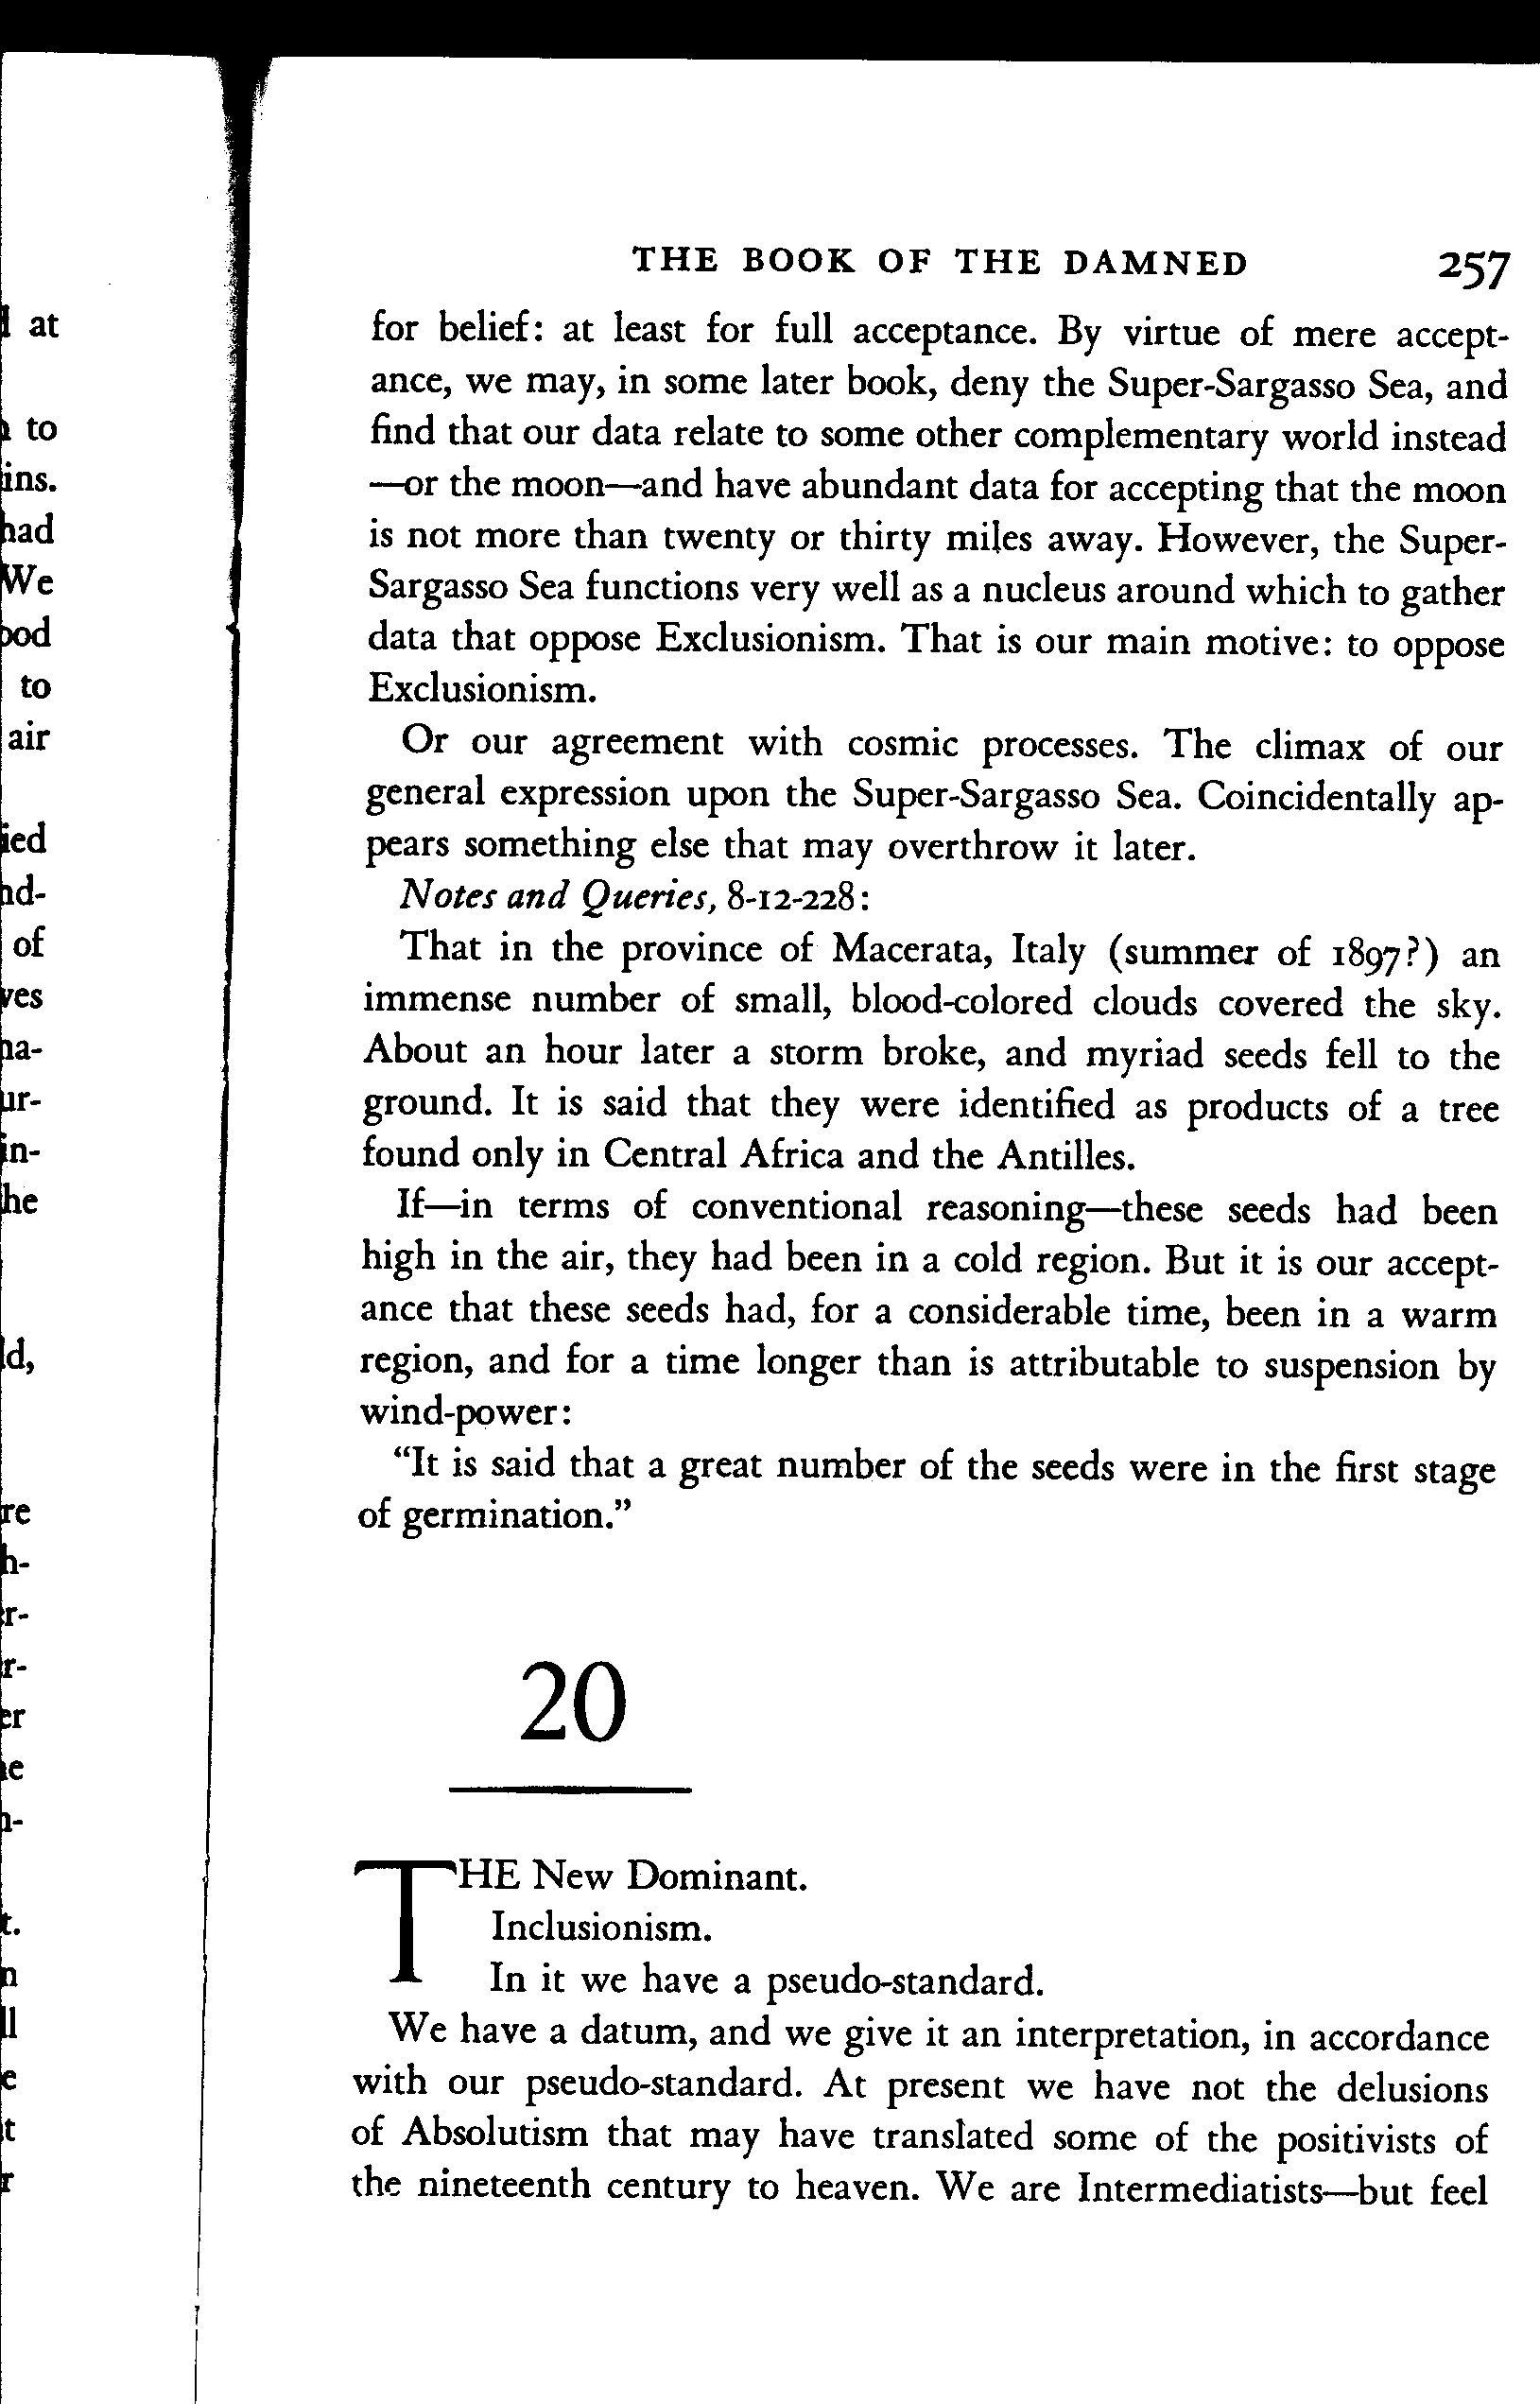 THE BOOK OF THE DAMNED 257
for belief: at least for full acceptance. By virtue of mere accept-
ance, we may, in some later book, deny the Super-Sargasso Sea, and
find that our data relate to some other complementary world instead
—or the moon—and have abundant data for accepting that the moon
is not more than twenty or thirty miles away. However, the Super-
Sargasso Sea functions very well as a nucleus around which to gather
data that oppose Exclusionism. That is our main motive: to oppose
Exclusionism.
Or our agreement with cosmic processes. The climax of our
general expression upon the Super-Sargasso Sea. Coincidentally ap-
pears something else that may overthrow it later.
Notes and Queries, 8-12-228:
That in the province of Macerata, Italy (summer of 1897?) an
immense number of small, blood-colored clouds covered the sky.
About an hour later a storm broke, and myriad seeds fell to the
ground. It is said that they were identified as products of a tree
found only in Central Africa and the Antilles.
If—in terms of conventional reasoning—these seeds had been
high in the air, they had been in a cold region. But it is our accept-
ance that these seeds had, for a considerable time, been in a warm
region, and for a time longer than is attributable to suspension by
wind-power:
"It is said that a great number of the seeds were in the first stage
of germination."
20
THE New Dominant.
Inclusionism.
In it we have a pseudo-standard.
We have a datum, and we give it an interpretation, in accordance
with our pseudo-standard. At present we have not the delusions
of Absolutism that may have translated some of the positivists of
the nineteenth century to heaven. We are Intermediatists—but feel